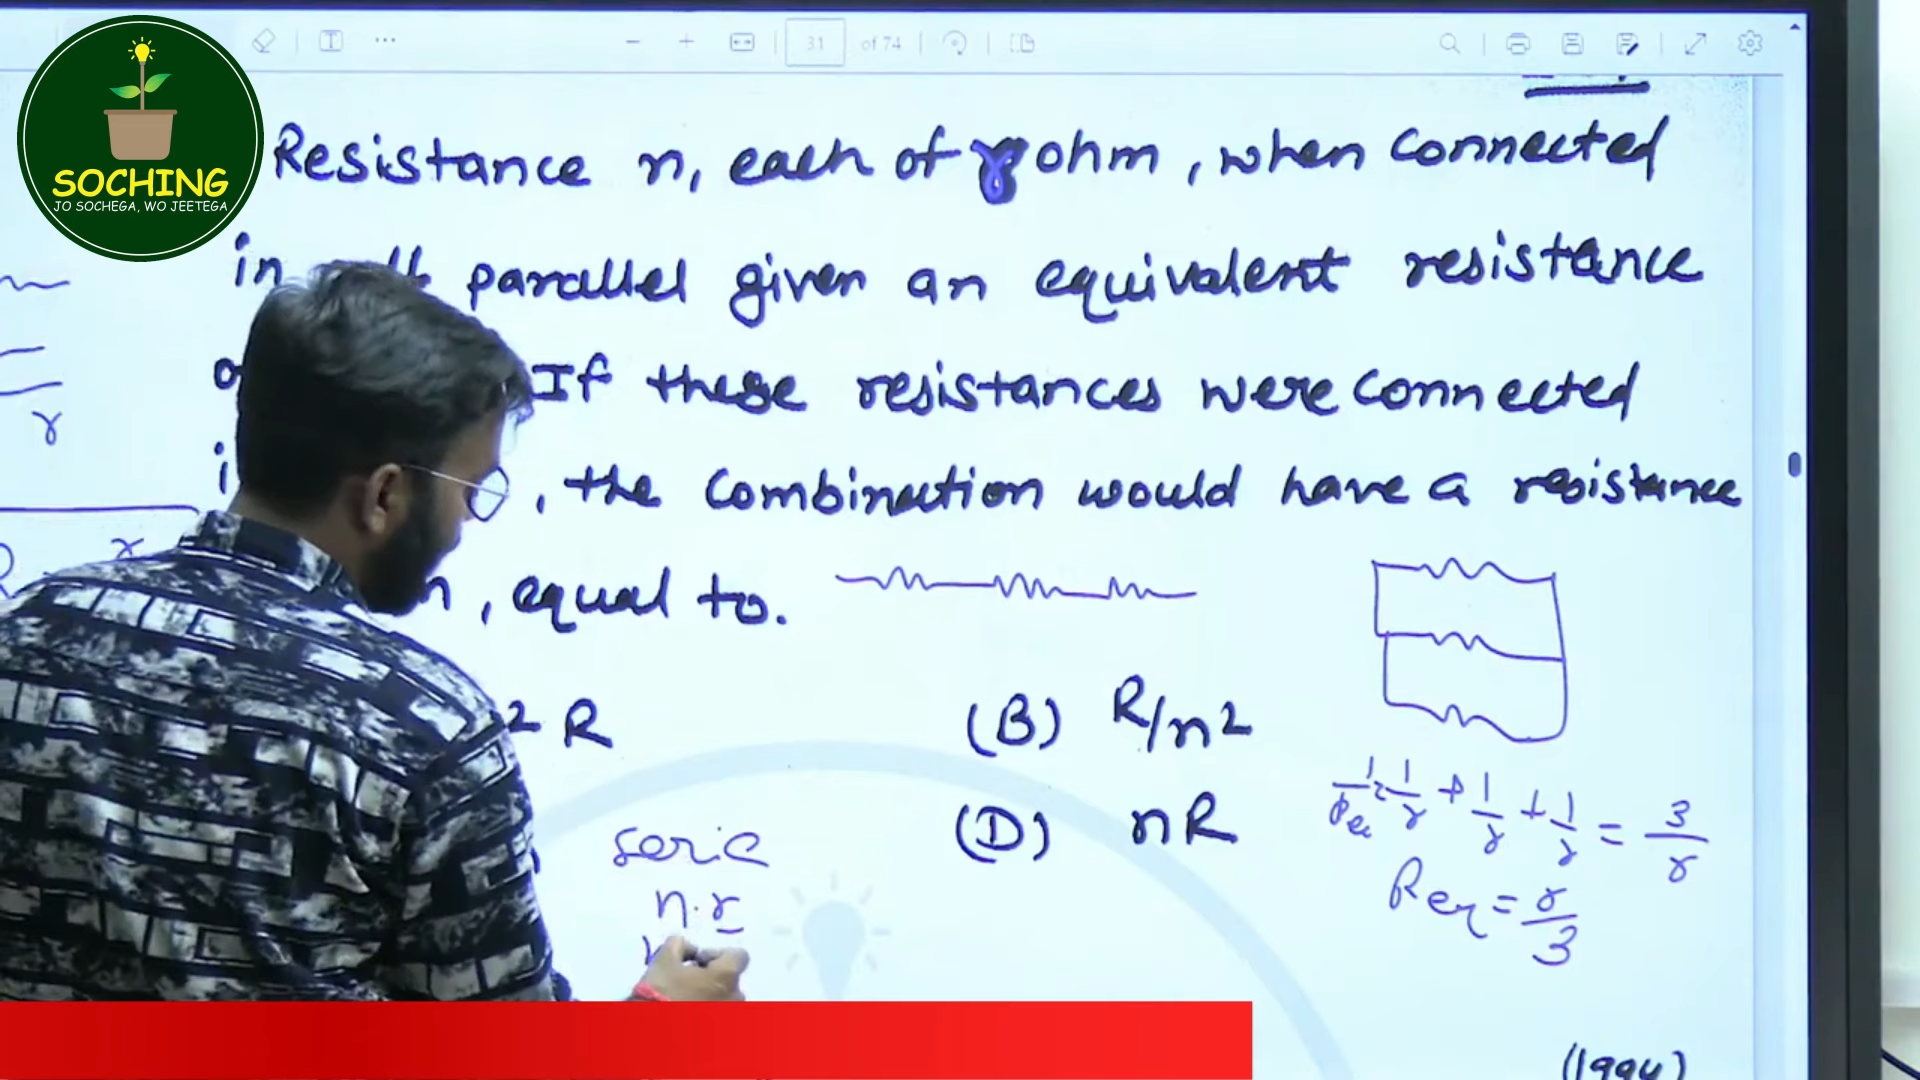 31 of 74
SOCHING
JO SOCHEGA, WO JEETEGA
Resistance n, each of r ohm, when connected
in parallel given an equivalent resistance
If these resistances were connected
, the combination would have a resistance
, equal to.
r
2 R
(B) R/n2
(D) nR
serie
n.r
1/Req = 1/r + 1/r + 1/r = 3/r
Req = r/3
(1994)